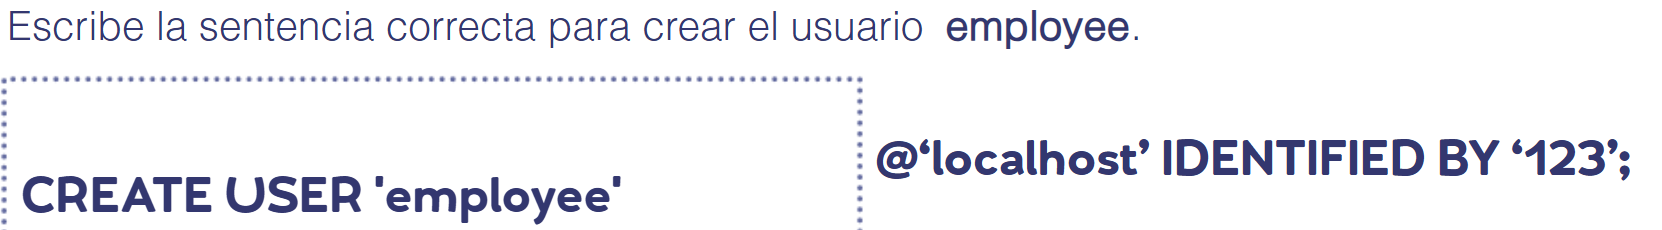 Escribe la sentencia correcta para crear el usuario employee.
CREATE USER 'employee'
@‘localhost’ IDENTIFIED BY ‘123’;